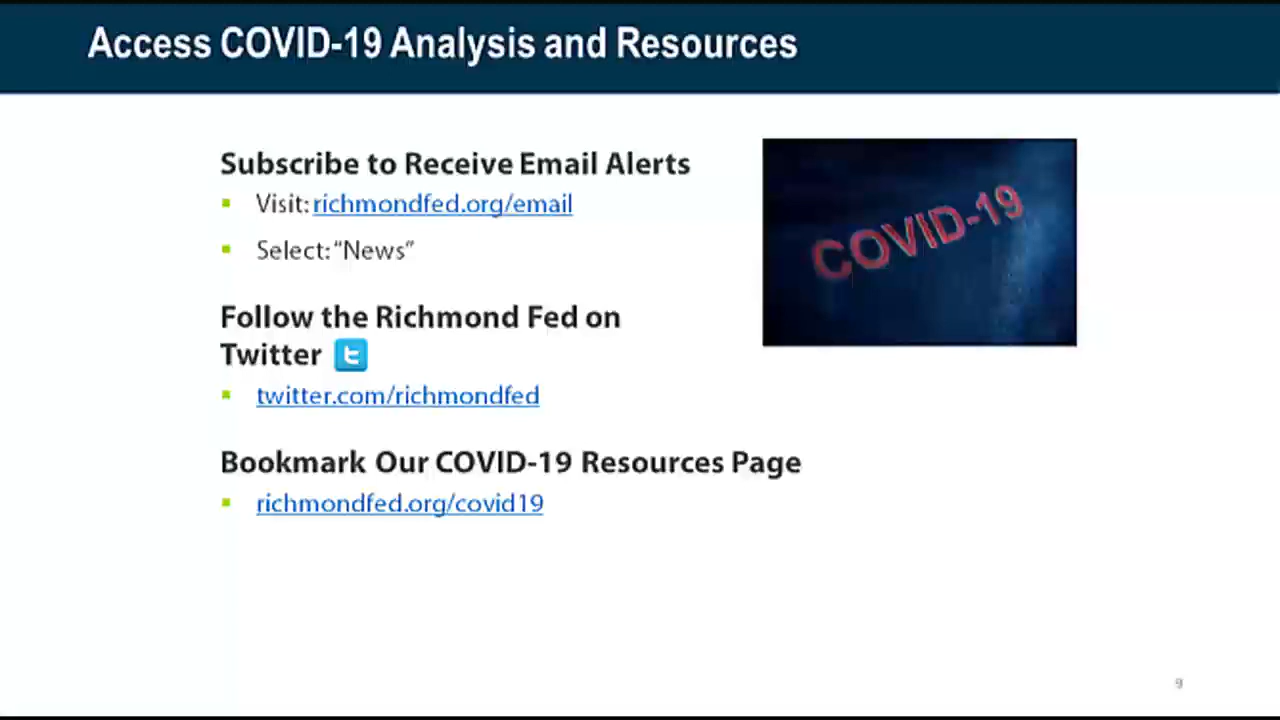 Access COVID-19 Analysis and Resources
Subscribe to Receive Email Alerts
Visit: richmondfed.org/email
Select: “News”
COVID-19
Follow the Richmond Fed on
Twitter
twitter.com/richmondfed
Bookmark Our COVID-19 Resources Page
richmondfed.org/covid19
9